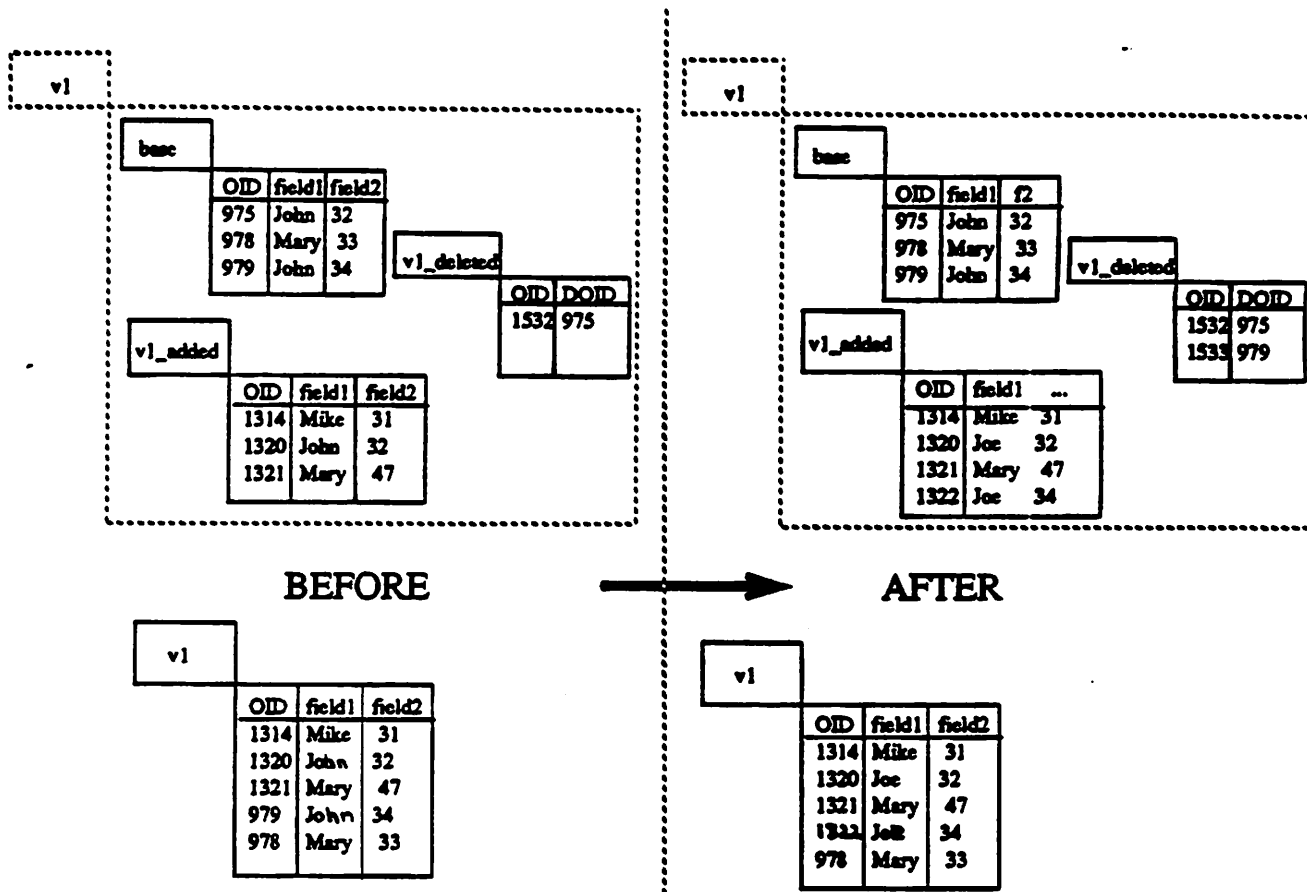 v1
base
OID field1 field2
975 John 32
978 Mary 33
979 John 34
v1_deleted
OID DOID
1532 975
v1_added
OID field1 field2
1314 Mike 31
1320 John 32
1321 Mary 47
v1
base
OID field1 f2
975 John 32
978 Mary 33
979 John 34
v1_deleted
OID DOID
1532 975
1533 979
v1_added
OID field1 ...
1314 Mike 31
1320 Joe 32
1321 Mary 47
1322 Joe 34
BEFORE AFTER
v1
OID field1 field2
1314 Mike 31
1320 John 32
1321 Mary 47
979 John 34
978 Mary 33
v1
OID field1 field2
1314 Mike 31
1320 Joe 32
1321 Mary 47
34
978 Mary 33